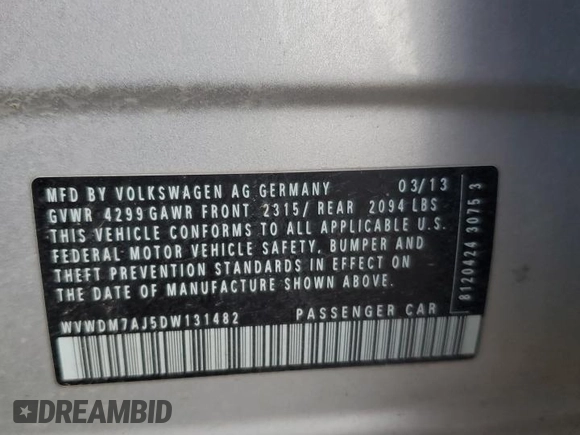 MFD BY VOLKSWAGEN AG GERMANY 03/13
GVWR 4299 GAWR FRONT 2315/ REAR 2094 LBS
THIS VEHICLE CONFORMS TO ALL APPLICABLE U.S.
FEDERAL MOTOR VEHICLE SAFETY, BUMPER AND
THEFT PREVENTION STANDARDS IN EFFECT ON THE
DATE OF MANUFACTURE SHOWN ABOVE.
WVWDM7AJ5DW131482 PASSENGER CAR
8120424 3075 3
DREAMBID